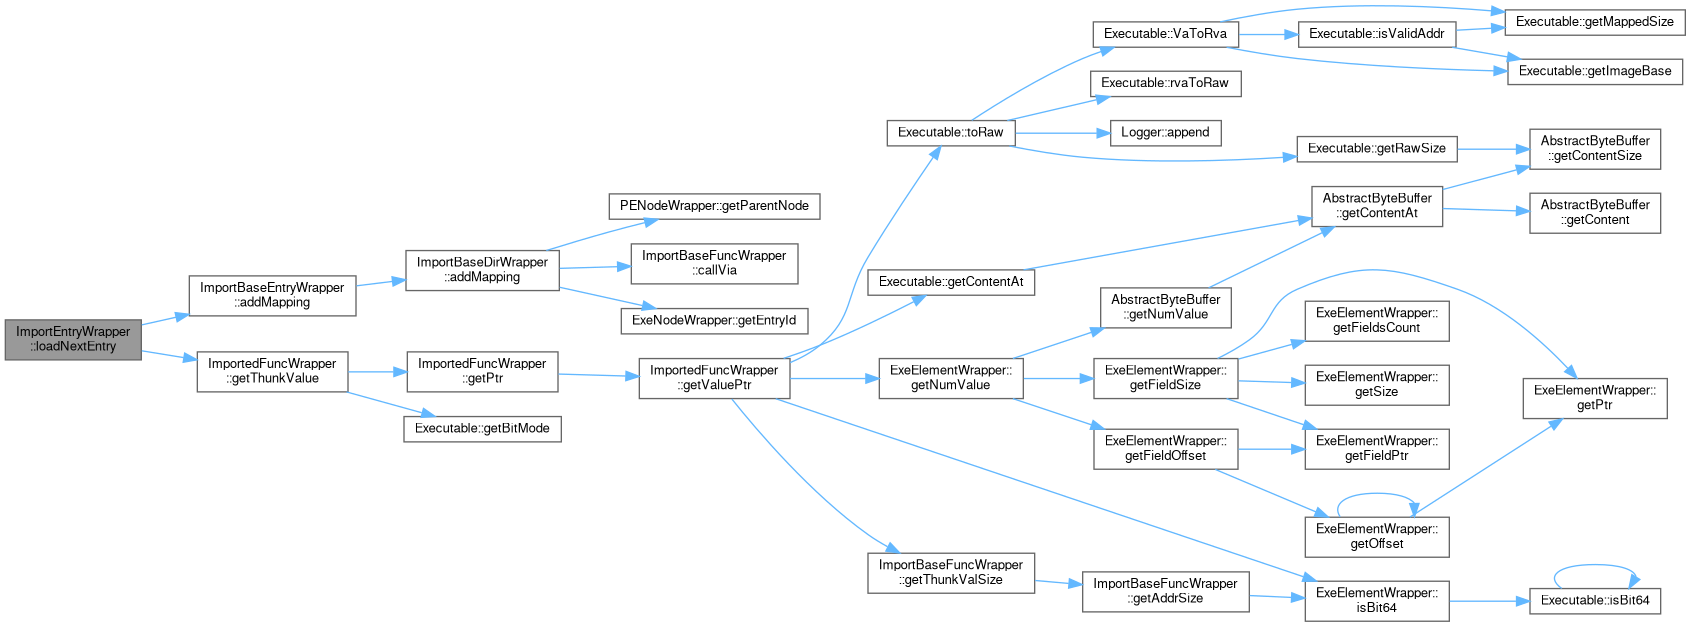 ImportEntryWrapper
::loadNextEntry
ImportBaseEntryWrapper
::addMapping
ImportBaseDirWrapper
::addMapping
PENodeWrapper::getParentNode
ImportBaseFuncWrapper
::callVia
ExeNodeWrapper::getEntryId
ImportedFuncWrapper
::getThunkValue
ImportedFuncWrapper
::getPtr
Executable::getBitMode
ImportedFuncWrapper
::getValuePtr
Executable::toRaw
Executable::VaToRva
Executable::isValidAddr
Executable::getMappedSize
Executable::getImageBase
Executable::rvaToRaw
Logger::append
Executable::getRawSize
AbstractByteBuffer
::getContentSize
AbstractByteBuffer
::getContentAt
AbstractByteBuffer
::getContent
Executable::getContentAt
AbstractByteBuffer
::getNumValue
ExeElementWrapper::
getNumValue
ExeElementWrapper::
getFieldSize
ExeElementWrapper::
getFieldsCount
ExeElementWrapper::
getSize
ExeElementWrapper::
getPtr
ExeElementWrapper::
getFieldOffset
ExeElementWrapper::
getFieldPtr
ExeElementWrapper::
getOffset
ImportBaseFuncWrapper
::getThunkValSize
ImportBaseFuncWrapper
::getAddrSize
ExeElementWrapper::
isBit64
Executable::isBit64